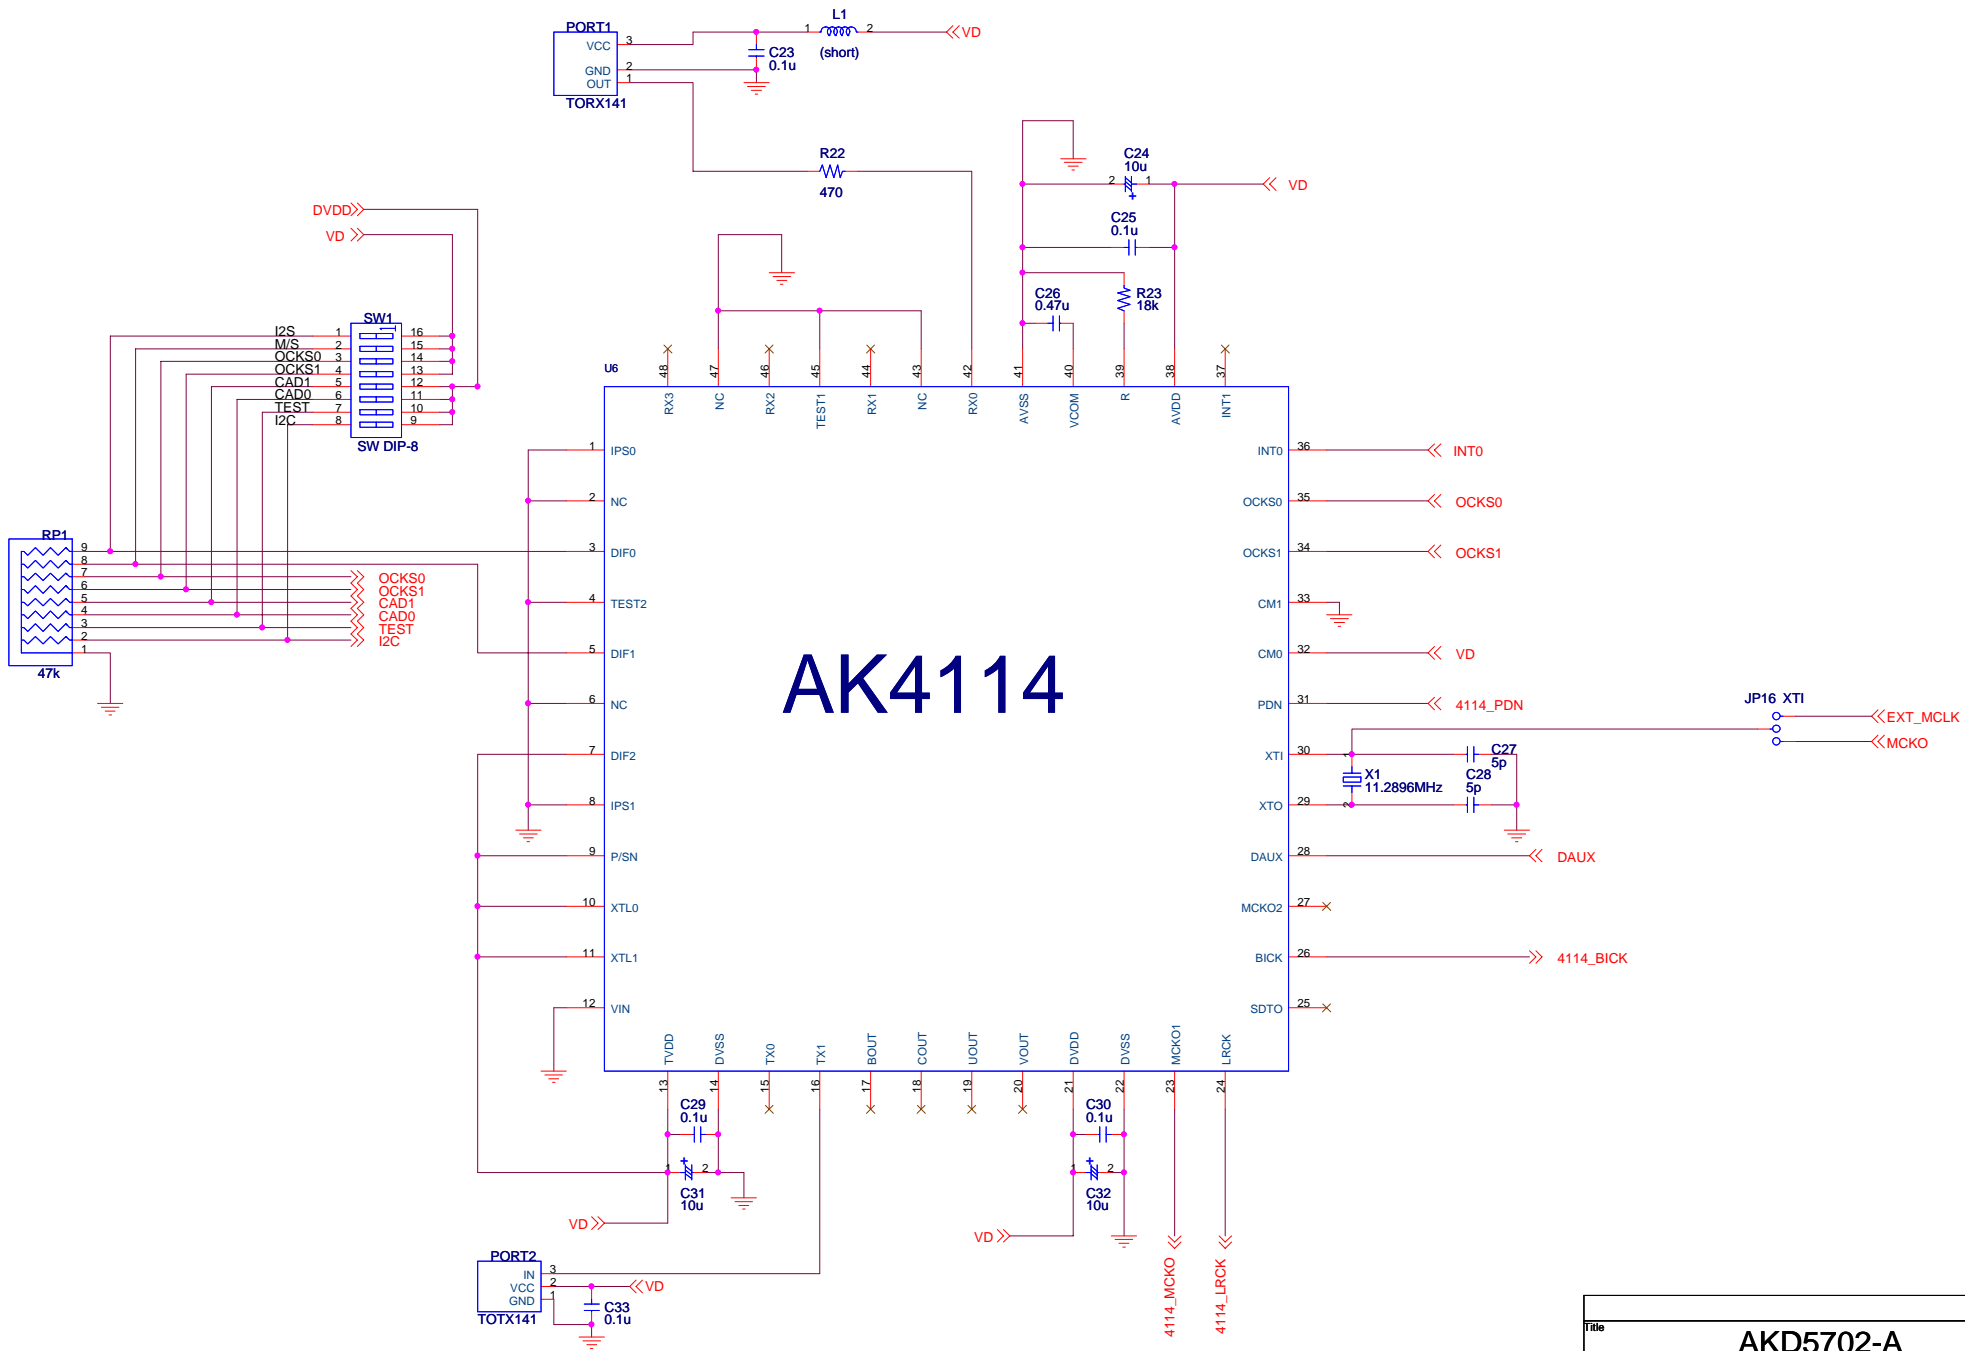 PORT1
VCC 3
GND 2
OUT 1
TORX141
L1
1 2
(short)
VD
C23
0.1u
R22
470
C24
10u
2 1
+
VD
C25
0.1u
C26
0.47u
R23
18k
DVDD
VD
SW1
1
I2S 1 16
M/S 2 15
OCKS0 3 14
OCKS1 4 13
CAD1 5 12
CAD0 6 11
TEST 7 10
I2C 8 9
SW DIP-8
RP1
9
8
7 OCKS0
6 OCKS1
5 CAD1
4 CAD0
3 TEST
2 I2C
1
47k
U6
48 47 46 45 44 43 42 41 40 39 38 37
RX3 NC RX2 TEST1 RX1 NC RX0 AVSS VCOM R AVDD INT1
1 IPS0
2 NC
3 DIF0
4 TEST2
5 DIF1
6 NC
7 DIF2
8 IPS1
9 P/SN
10 XTL0
11 XTL1
12 VIN
AK4114
INT0 36 INT0
OCKS0 35 OCKS0
OCKS1 34 OCKS1
CM1 33
CM0 32 VD
PDN 31 4114_PDN
XTI 30
XTO 29
DAUX 28 DAUX
MCKO2 27
BICK 26 4114_BICK
SDTO 25
JP16 XTI
EXT_MCLK
MCKO
1
X1
11.2896MHz
2
C27
5p
C28
5p
TVDD DVSS TX0 TX1 BOUT COUT UOUT VOUT DVDD DVSS MCKO1 LRCK
13 14 15 16 17 18 19 20 21 22 23 24
C29
0.1u
1 + 2
C31
10u
VD
C30
0.1u
1 + 2
C32
10u
VD
4114_MCKO
4114_LRCK
PORT2
IN 3
VCC 2
GND 1
TOTX141
VD
C33
0.1u
Title
AKD5702-A